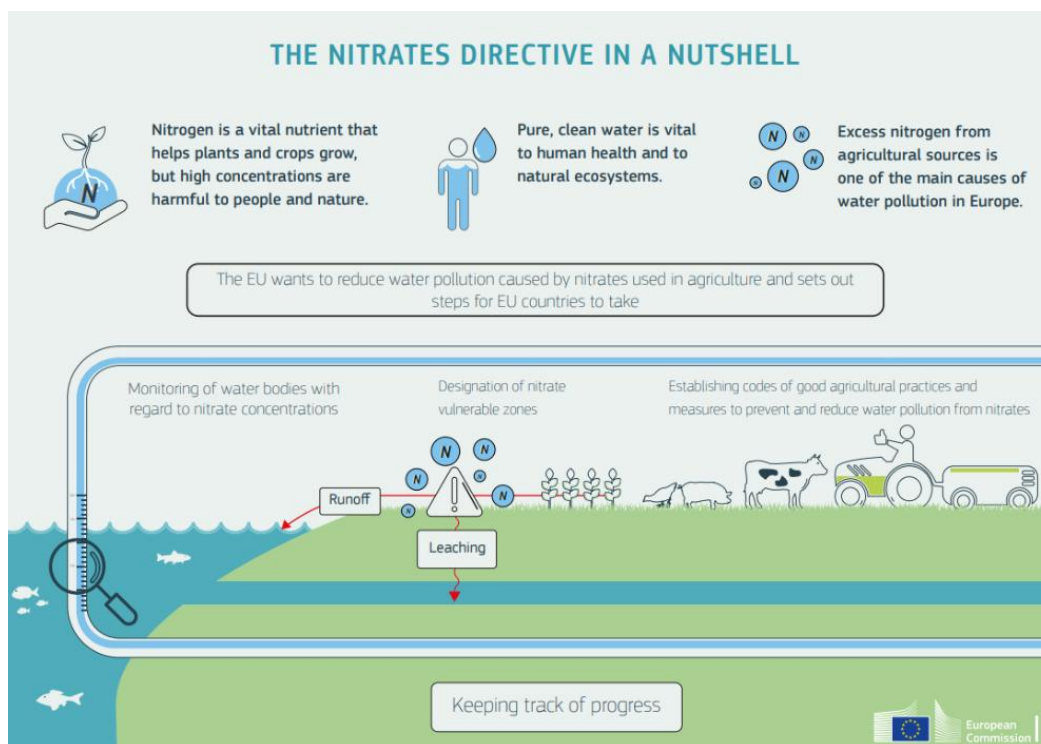 THE NITRATES DIRECTIVE IN A NUTSHELL
Nitrogen is a vital nutrient that
helps plants and crops grow,
but high concentrations are
harmful to people and nature.
N
Pure, clean water is vital
to human health and to
natural ecosystems.
N
N
N
N
N
Excess nitrogen from
agricultural sources is
one of the main causes of
water pollution in Europe.
The EU wants to reduce water pollution caused by nitrates used in agriculture and sets out
steps for EU countries to take
Monitoring of water bodies with
regard to nitrate concentrations
Designation of nitrate
vulnerable zones
Establishing codes of good agricultural practices and
measures to prevent and reduce water pollution from nitrates
N
N
N
N
N
N
!
Runoff
Leaching
Keeping track of progress
European
Commission